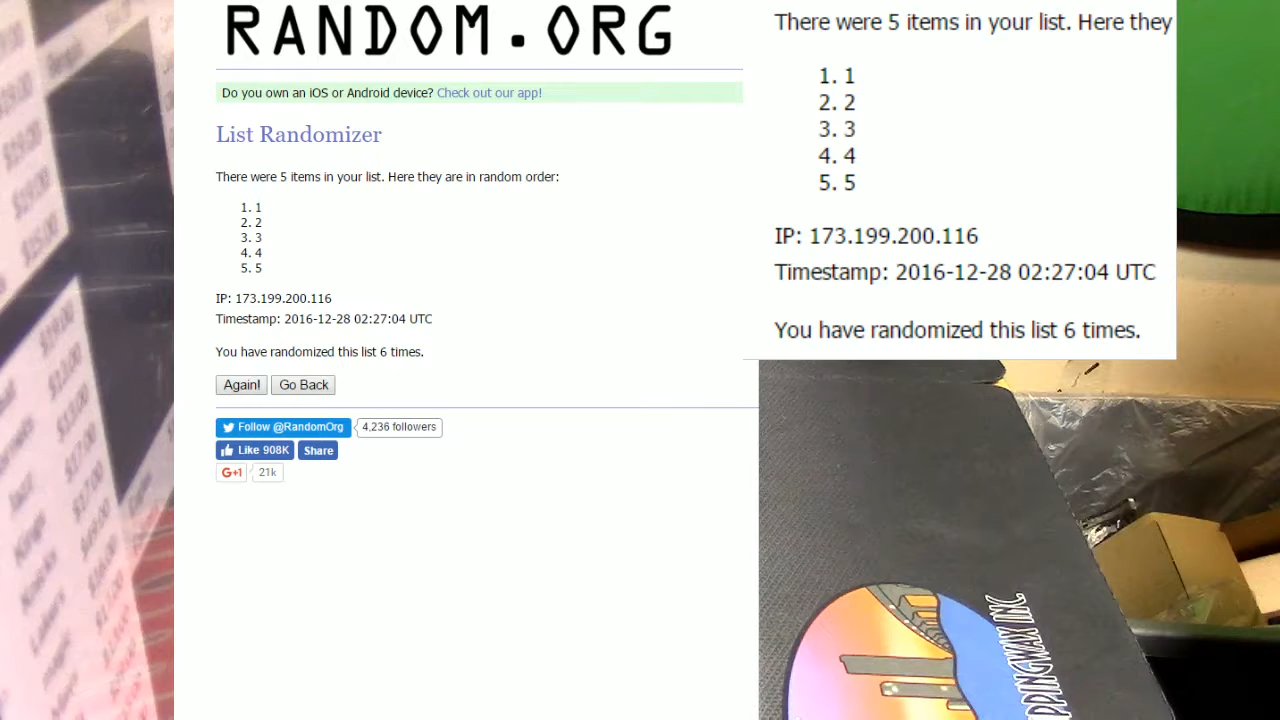 RANDOM.ORG
Do you own an iOS or Android device? Check out our app!
List Randomizer
There were 5 items in your list. Here they are in random order:
1. 1
2. 2
3. 3
4. 4
5. 5
IP: 173.199.200.116
Timestamp: 2016-12-28 02:27:04 UTC
You have randomized this list 6 times.
Again! Go Back
Follow @RandomOrg 4,236 followers
Like 908K Share
G+1 21k
There were 5 items in your list. Here they
1. 1
2. 2
3. 3
4. 4
5. 5
IP: 173.199.200.116
Timestamp: 2016-12-28 02:27:04 UTC
You have randomized this list 6 times.
PPINGWAX INC.